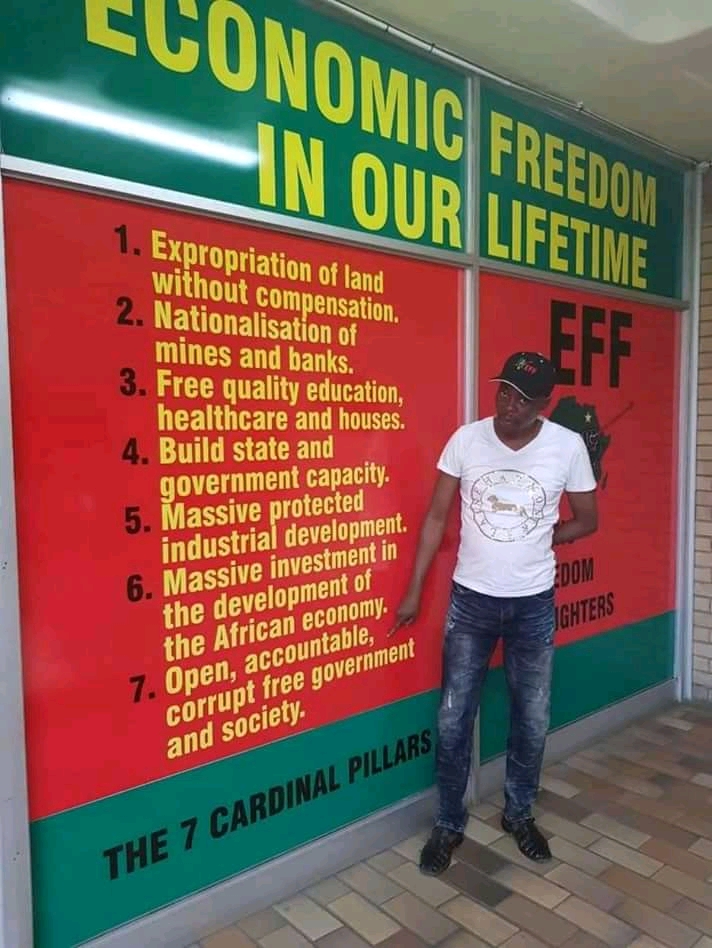 ECONOMIC FREEDOM
IN OUR LIFETIME
1. Expropriation of land
without compensation.
2. Nationalisation of
mines and banks.
3. Free quality education,
healthcare and houses.
4. Build state and
government capacity.
5. Massive protected
industrial development.
6. Massive investment in
the development of
the African economy.
7. Open, accountable,
corrupt free government
and society.
THE 7 CARDINAL PILLARS
EFF
EDOM
IGHTERS
EFF